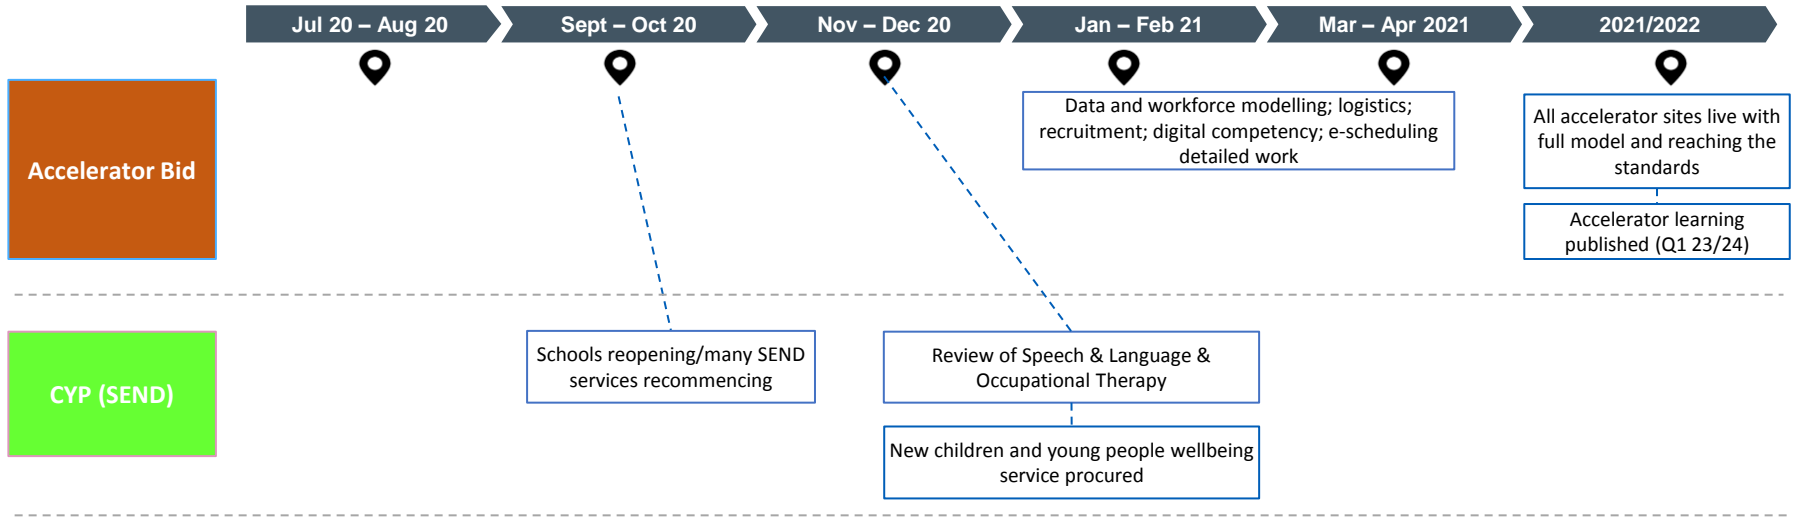 Jul 20 – Aug 20
Sept – Oct 20
Nov – Dec 20
Jan – Feb 21
Mar – Apr 2021
2021/2022
Accelerator Bid
Data and workforce modelling; logistics;
recruitment; digital competency; e-scheduling
detailed work
All accelerator sites live with
full model and reaching the
standards
Accelerator learning
published (Q1 23/24)
CYP (SEND)
Schools reopening/many SEND
services recommencing
Review of Speech & Language &
Occupational Therapy
New children and young people wellbeing
service procured